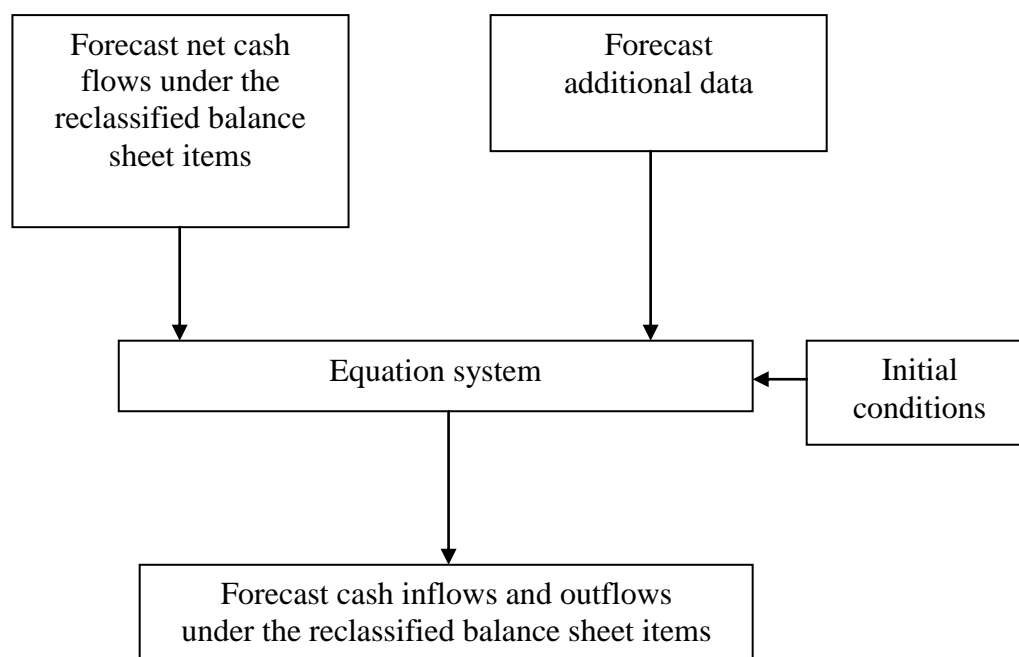 Forecast net cash
flows under the
reclassified balance
sheet items
Forecast
additional data
Equation system
Initial
conditions
Forecast cash inflows and outflows
under the reclassified balance sheet items